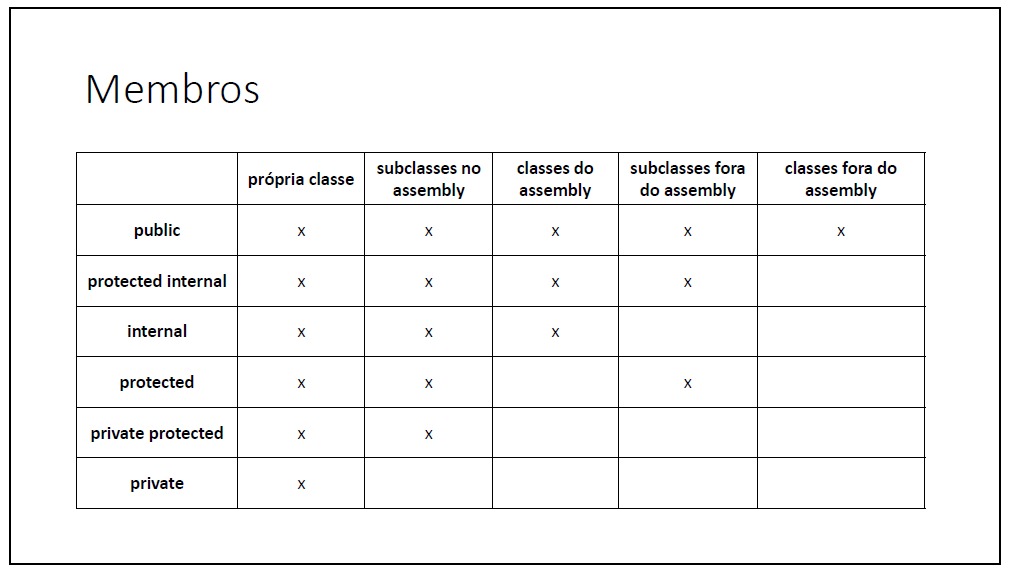 Membros
própria classe
subclasses no
assembly
classes do
assembly
subclasses fora
do assembly
classes fora do
assembly
public x x x x x
protected internal x x x x
internal x x x
protected x x x
private protected x x
private x